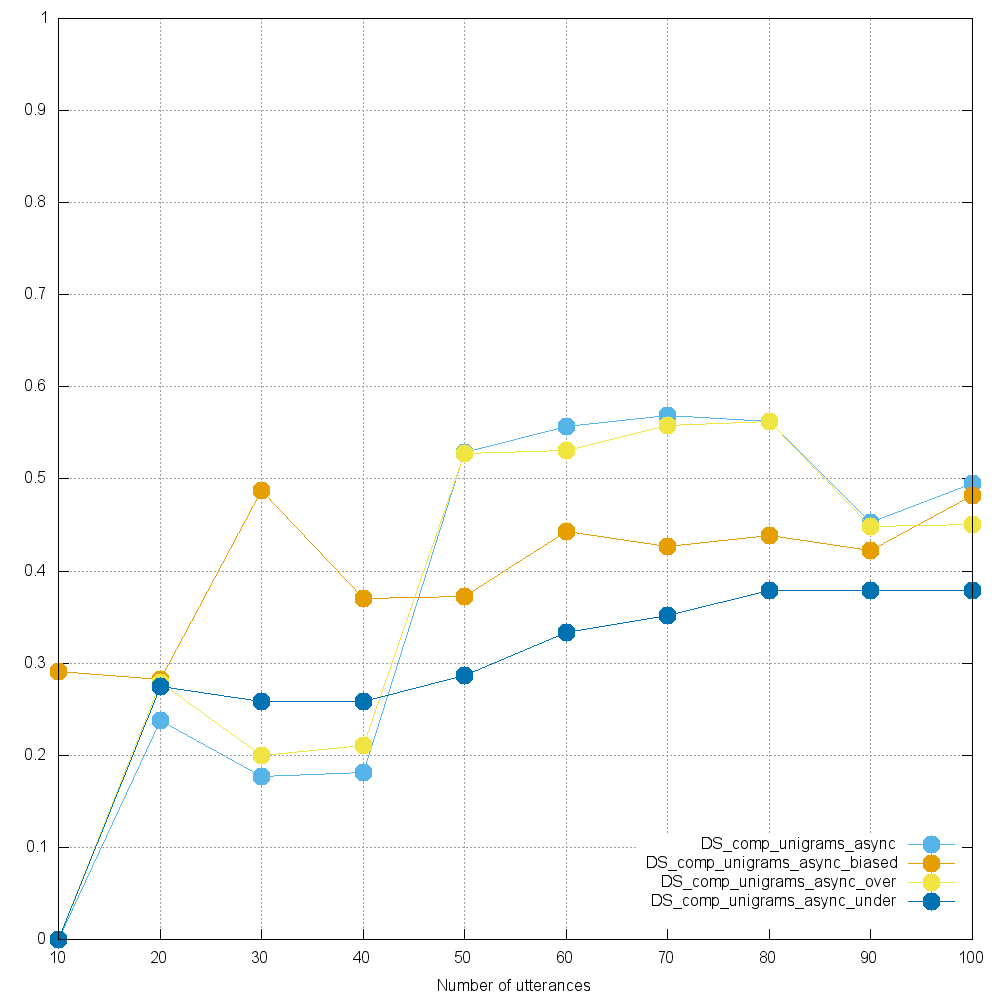 1
0.9
0.8
0.7
0.6
0.5
0.4
0.3
0.2
0.1
0
10 20 30 40 50 60 70 80 90 100
Number of utterances
DS_comp_unigrams_async
DS_comp_unigrams_async_biased
DS_comp_unigrams_async_over
DS_comp_unigrams_async_under